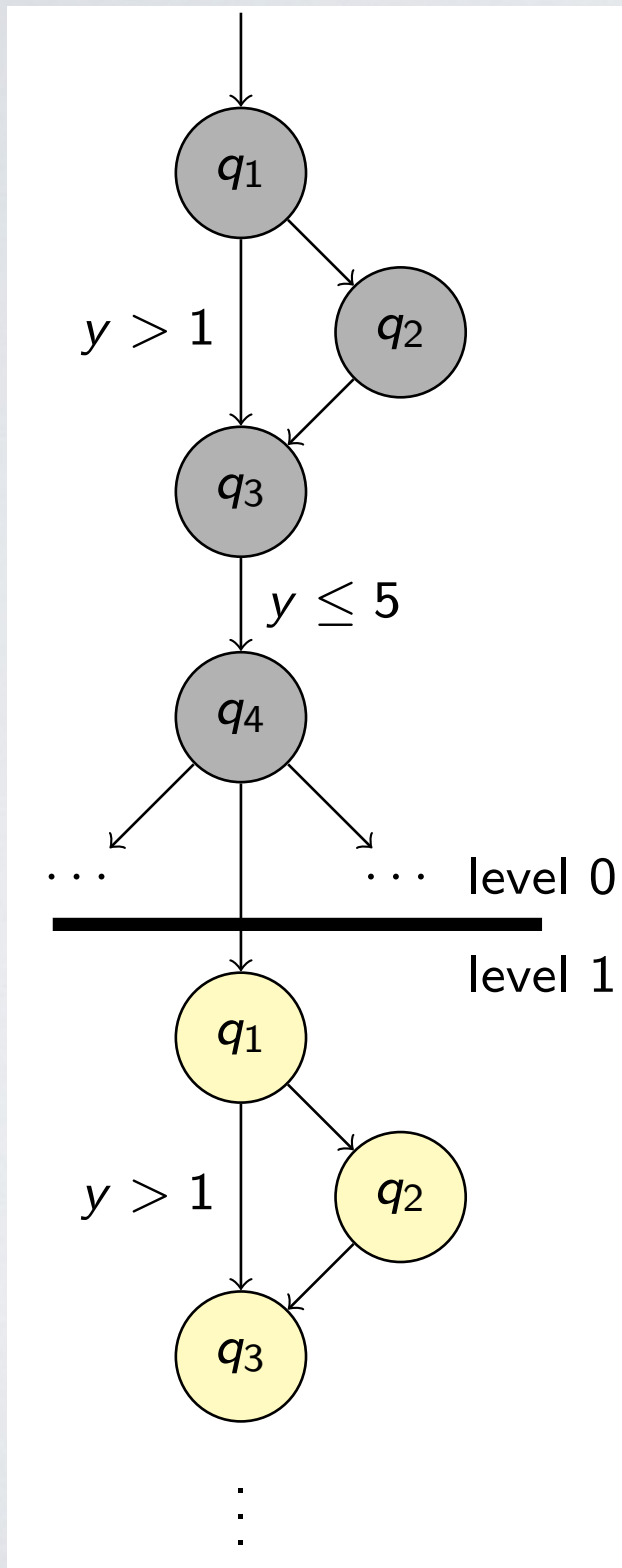 q₁
y > 1
q₂
q₃
y ≤ 5
q₄
··· ··· level 0
level 1
q₁
y > 1
q₂
q₃
⋮